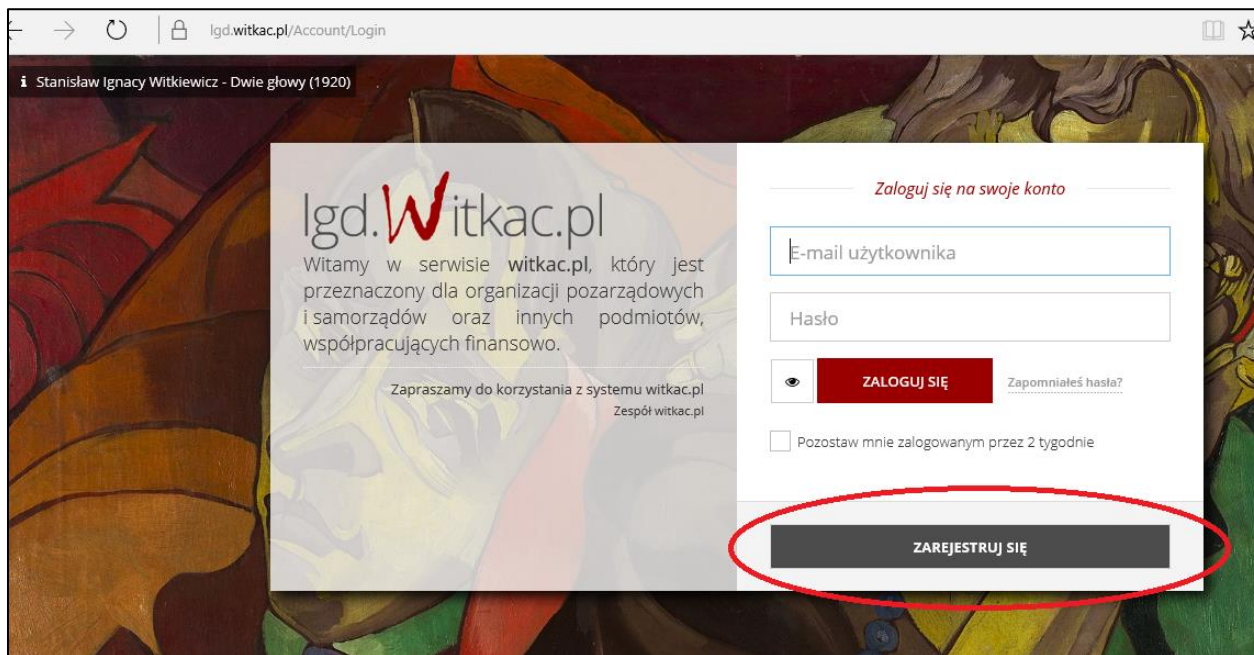 lgd.witkac.pl/Account/Login
i Stanisław Ignacy Witkiewicz - Dwie głowy (1920)
lgd.Witkac.pl
Witamy w serwisie witkac.pl, który jest
przeznaczony dla organizacji pozarządowych
i samorządów oraz innych podmiotów,
współpracujących finansowo.
Zapraszamy do korzystania z systemu witkac.pl
Zespół witkac.pl
Zaloguj się na swoje konto
E-mail użytkownika
Hasło
ZALOGUJ SIĘ
Zapomniałeś hasła?
Pozostaw mnie zalogowanym przez 2 tygodnie
ZAREJESTRUJ SIĘ